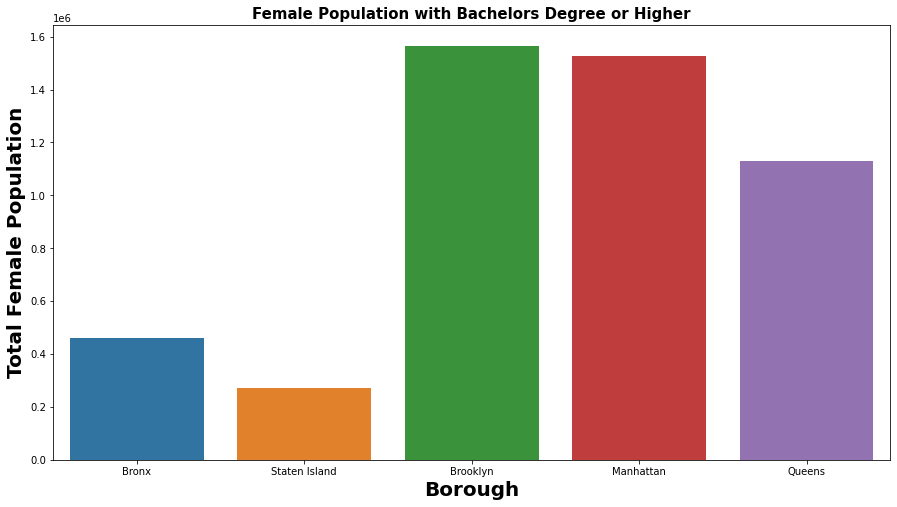 Female Population with Bachelors Degree or Higher
1e6
1.6
1.4
1.2
1.0
0.8
0.6
0.4
0.2
0.0
Total Female Population
Bronx
Staten Island
Brooklyn
Manhattan
Queens
Borough